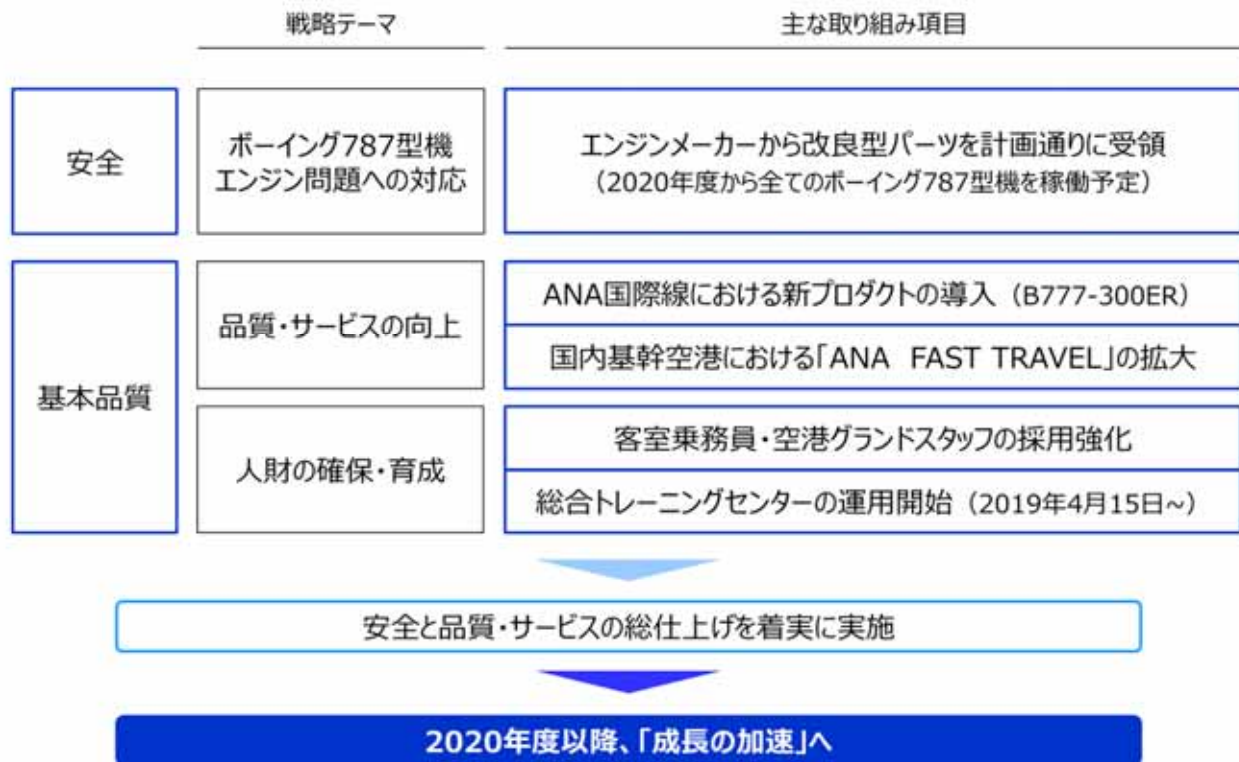 戦略テーマ
主な取り組み項目
安全
ボーイング787型機
エンジン問題への対応
エンジンメーカーから改良型パーツを計画通りに受領
（2020年度から全てのボーイング787型機を稼働予定）
基本品質
品質・サービスの向上
ANA国際線における新プロダクトの導入（B777-300ER）
国内基幹空港における「ANA FAST TRAVEL」の拡大
人財の確保・育成
客室乗務員・空港グランドスタッフの採用強化
総合トレーニングセンターの運用開始（2019年4月15日~）
安全と品質・サービスの総仕上げを着実に実施
2020年度以降、「成長の加速」へ